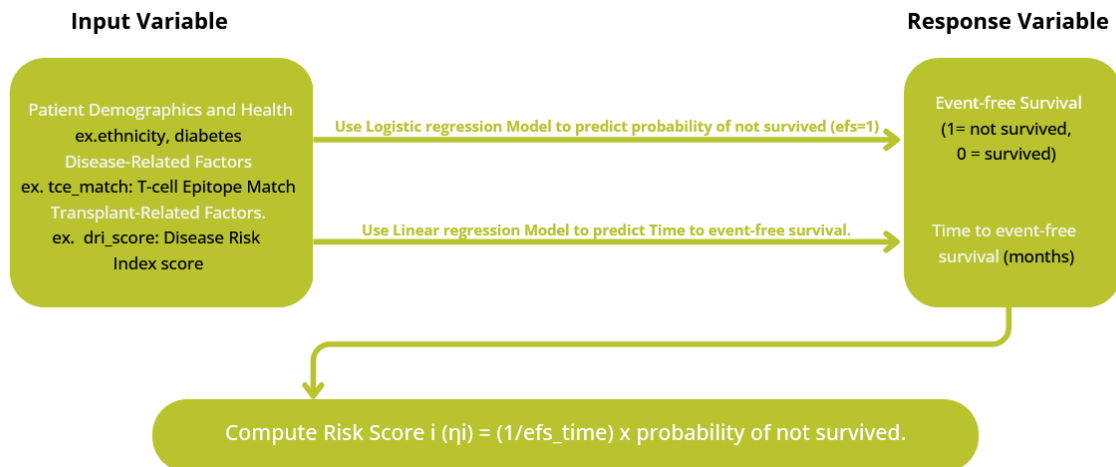 Input Variable
Response Variable
Patient Demographics and Health
ex.ethnicity, diabetes
Disease-Related Factors
ex. tce_match: T-cell Epitope Match
Transplant-Related Factors.
ex. dri_score: Disease Risk
Index score
Use Logistic regression Model to predict probability of not survived (efs=1)
Use Linear regression Model to predict Time to event-free survival.
Event-free Survival
(1= not survived,
0 = survived)
Time to event-free
survival (months)
Compute Risk Score i (ηi) = (1/efs_time) x probability of not survived.